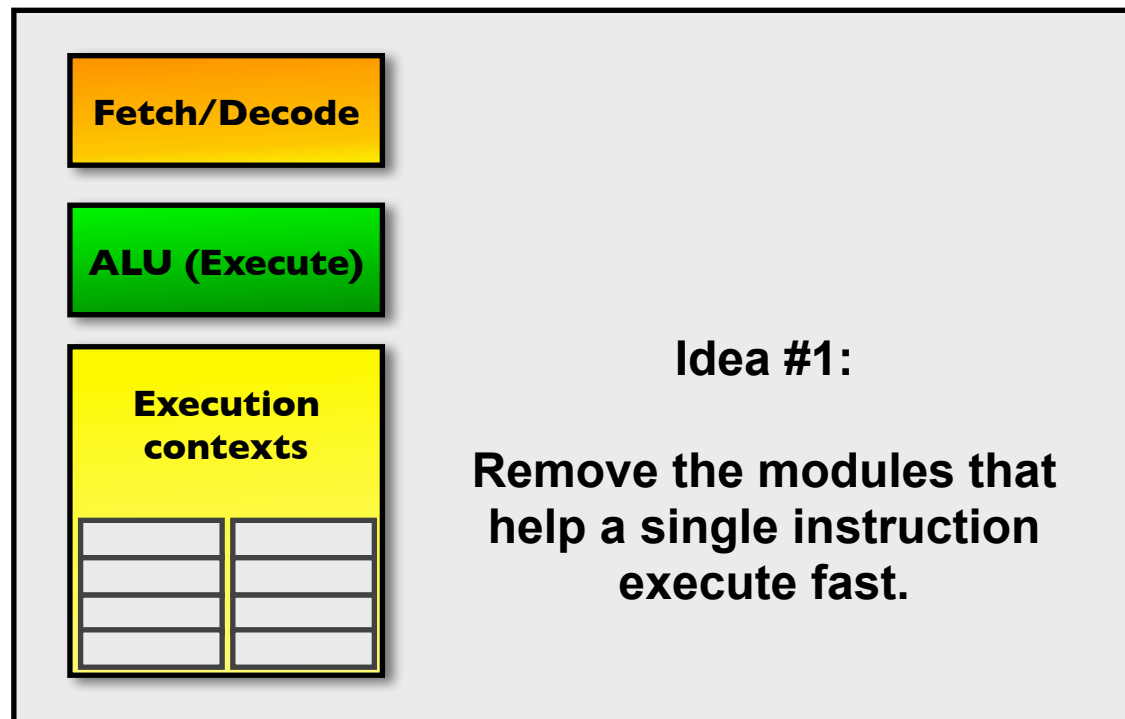 Fetch/Decode
ALU (Execute)
Execution
contexts
Idea #1:
Remove the modules that
help a single instruction
execute fast.